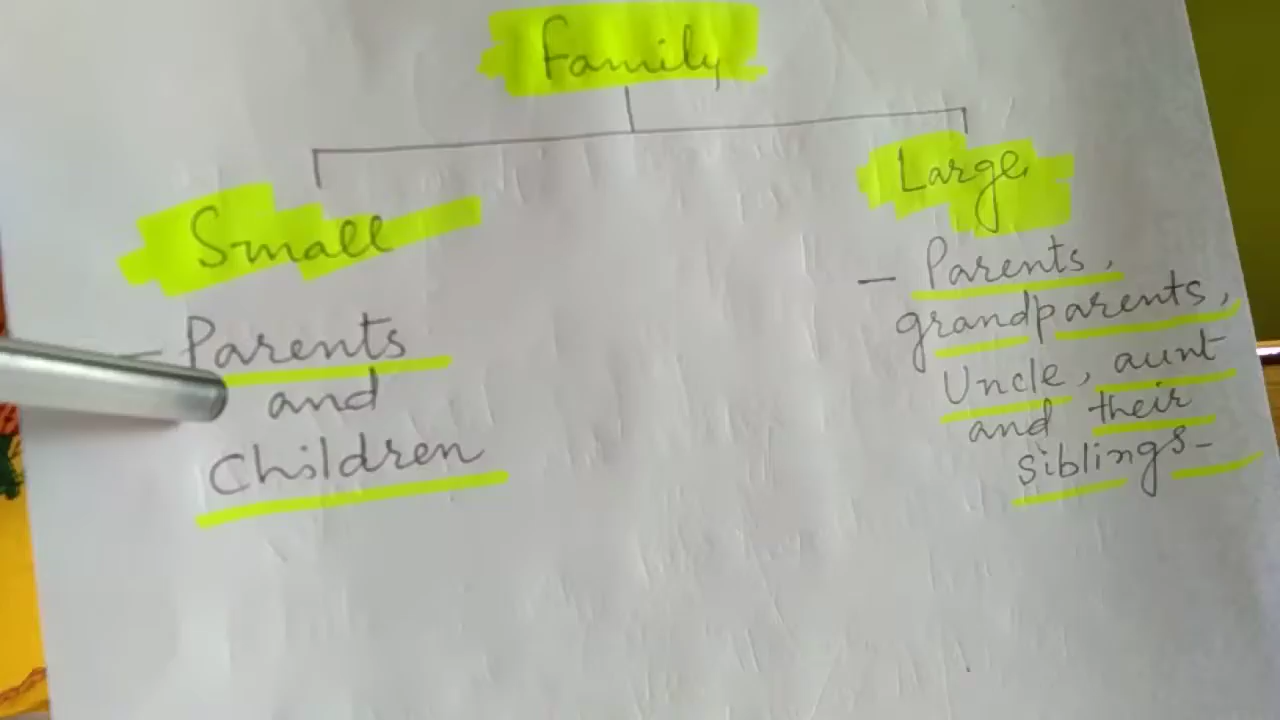 Family
Small
Large
– Parents
and
Children
– Parents,
grandparents,
Uncle, aunt
and their
siblings–